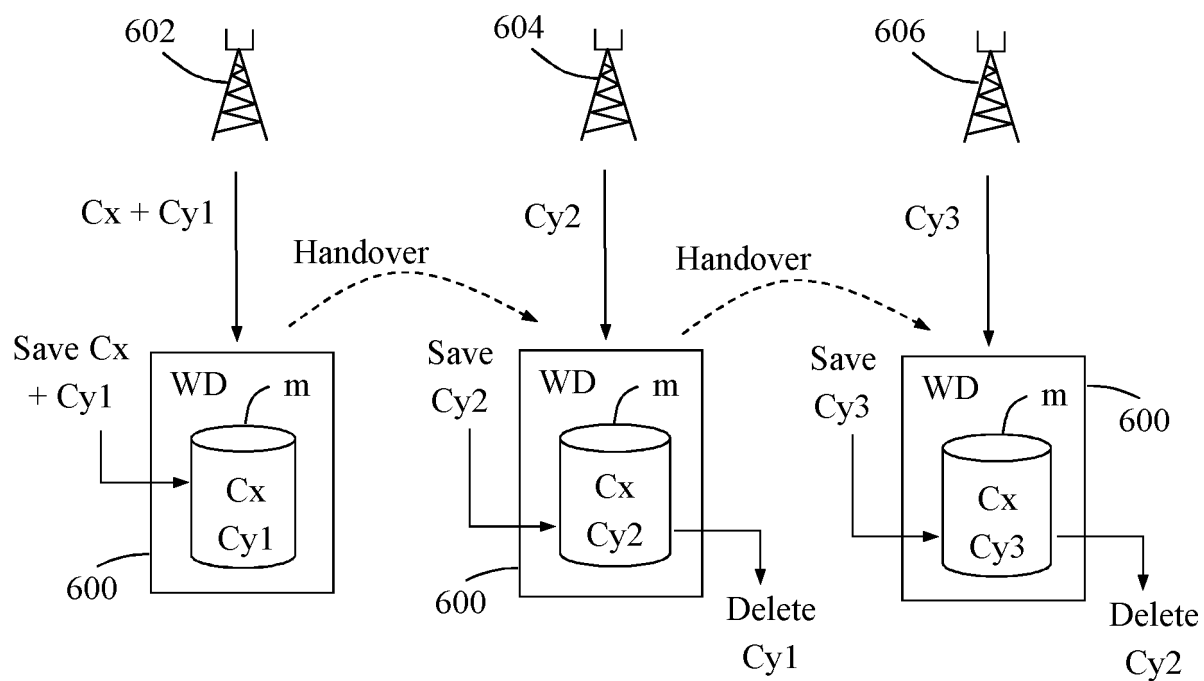 602
604
606
Cx + Cy1
Cy2
Cy3
Handover
Handover
Save Cx
+ Cy1
WD
m
Cx
Cy1
600
Save
Cy2
WD
m
Cx
Cy2
600
Delete
Cy1
Save
Cy3
WD
m
600
Cx
Cy3
Delete
Cy2